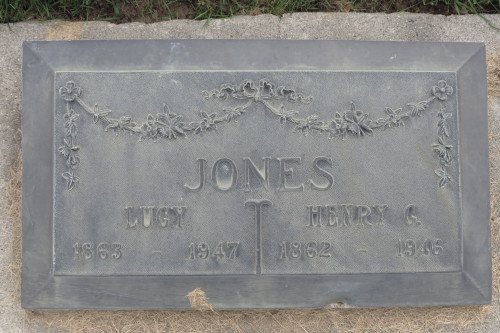 JONES
LUCY HENRY G.
1863 - 1947 1862 - 1946